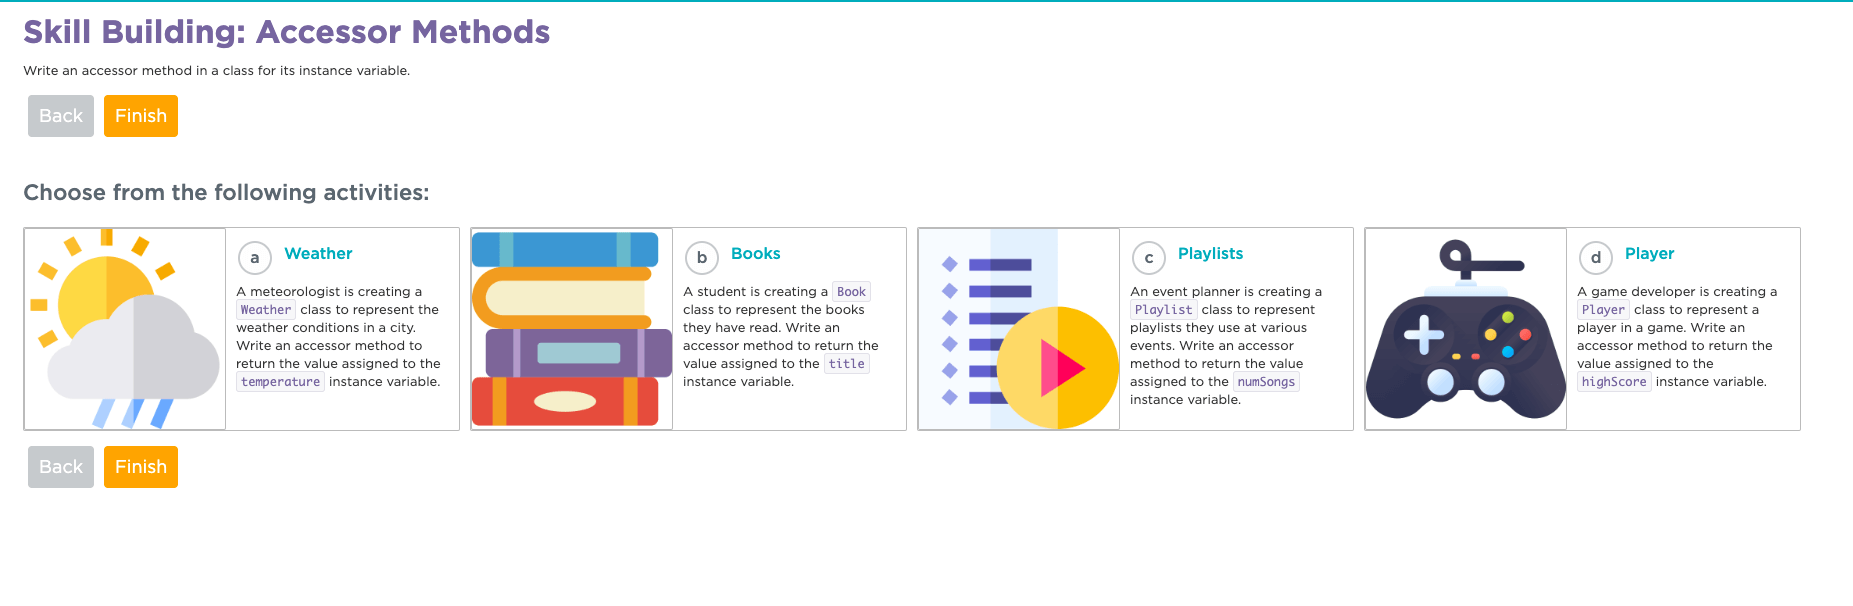 Skill Building: Accessor Methods
Write an accessor method in a class for its instance variable.
Back Finish
Choose from the following activities:
a Weather
A meteorologist is creating a
Weather class to represent the
weather conditions in a city.
Write an accessor method to
return the value assigned to the
temperature instance variable.
b Books
A student is creating a Book
class to represent the books
they have read. Write an
accessor method to return the
value assigned to the title
instance variable.
c Playlists
An event planner is creating a
Playlist class to represent
playlists they use at various
events. Write an accessor
method to return the value
assigned to the numSongs
instance variable.
d Player
A game developer is creating a
Player class to represent a
player in a game. Write an
accessor method to return the
value assigned to the
highScore instance variable.
Back Finish